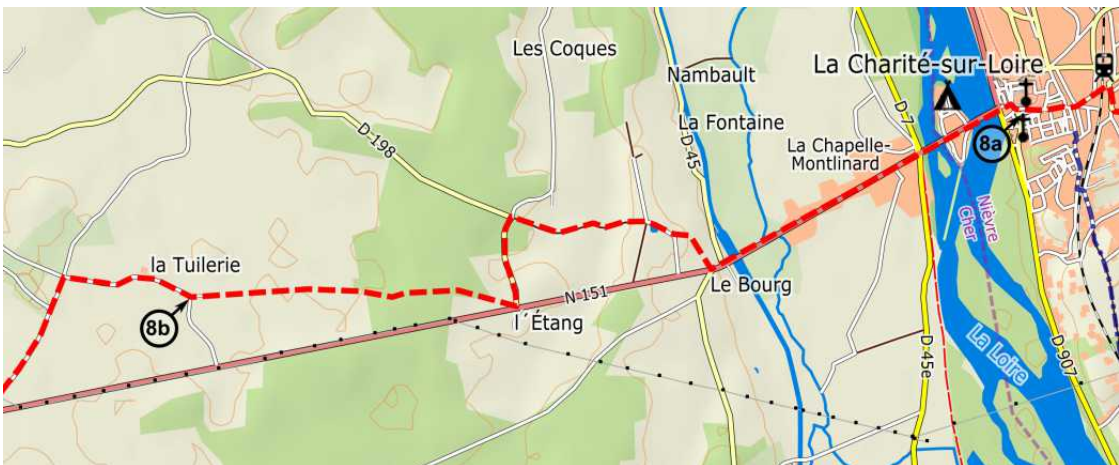 Les Coques
Nambault
La Charité-sur-Loire
D 7
La Fontaine
D 198
D 45
La Chapelle-
Montlinard
8a
Nièvre
Cher
la Tuilerie
Le Bourg
N 151
l´Étang
8b
D 45e
La Loire
D 907